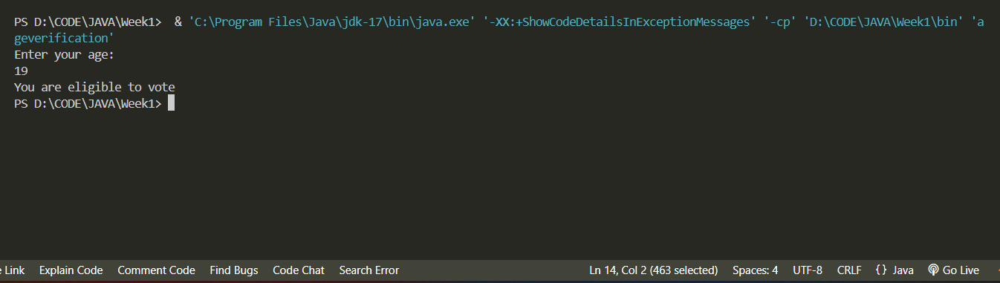 PS D:\CODE\JAVA\Week1>  & 'C:\Program Files\Java\jdk-17\bin\java.exe' '-XX:+ShowCodeDetailsInExceptionMessages' '-cp' 'D:\CODE\JAVA\Week1\bin' 'a
geverification'
Enter your age:
19
You are eligible to vote
PS D:\CODE\JAVA\Week1>
e Link Explain Code Comment Code Find Bugs Code Chat Search Error Ln 14, Col 2 (463 selected) Spaces: 4 UTF-8 CRLF {} Java Go Live